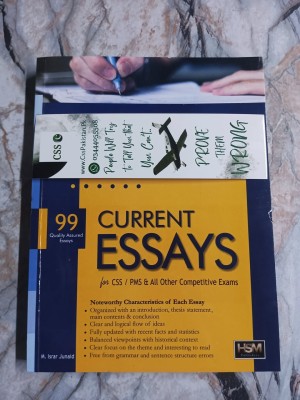 CSS
www.CssPakistan.Pk
People Will Try
to Tell You that
You Can't..
PROVE
THEM
WRONG
99
Quality Assured
Essays
CURRENT
ESSAYS
for CSS / PMS & All Other Competitive Exams
Noteworthy Characteristics of Each Essay
• Organized with an introduction, thesis statement,
main contents & conclusion
• Clear and logical flow of ideas
• Fully updated with recent facts and statistics
• Balanced viewpoints with historical context
• Clear focus on the theme and interesting to read
• Free from grammar and sentence structure errors
M. Israr Junaid
HSM